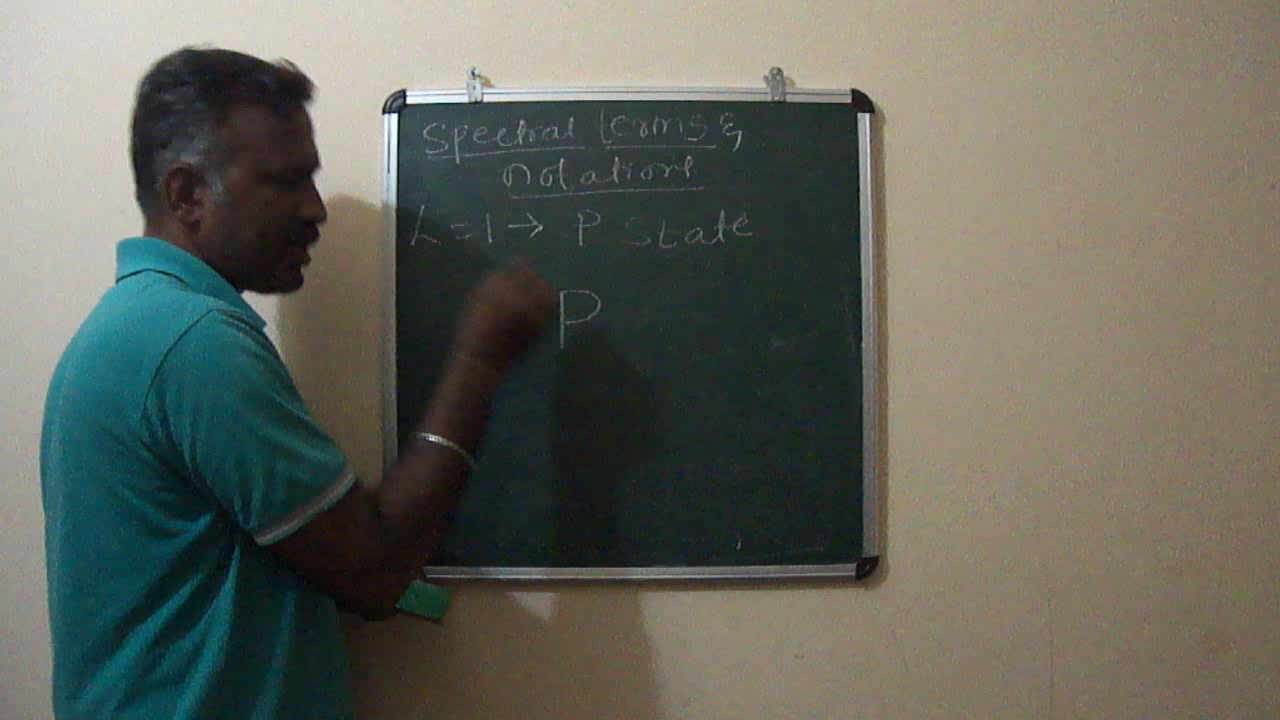 Spectral terms &
notations
L = 1 → P state
P